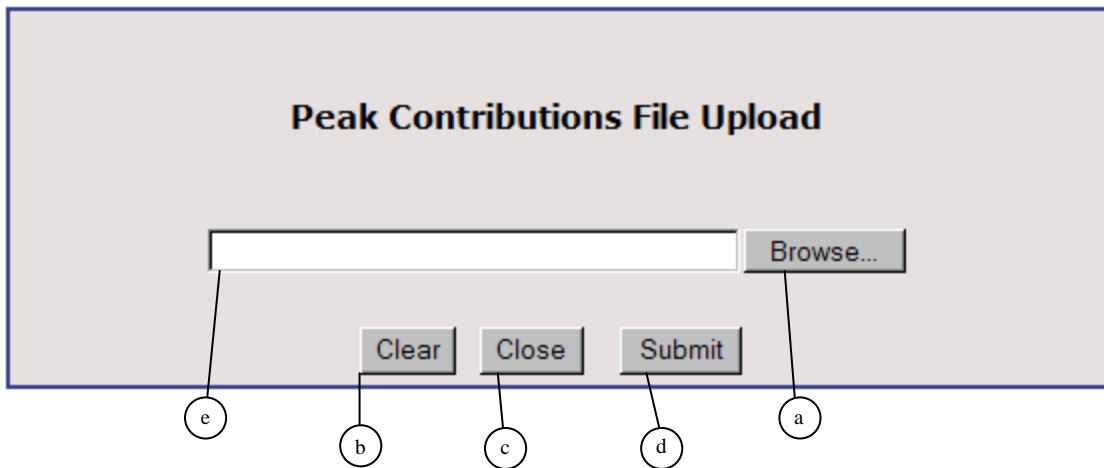 Peak Contributions File Upload
Browse...
Clear Close Submit
e a
b c d